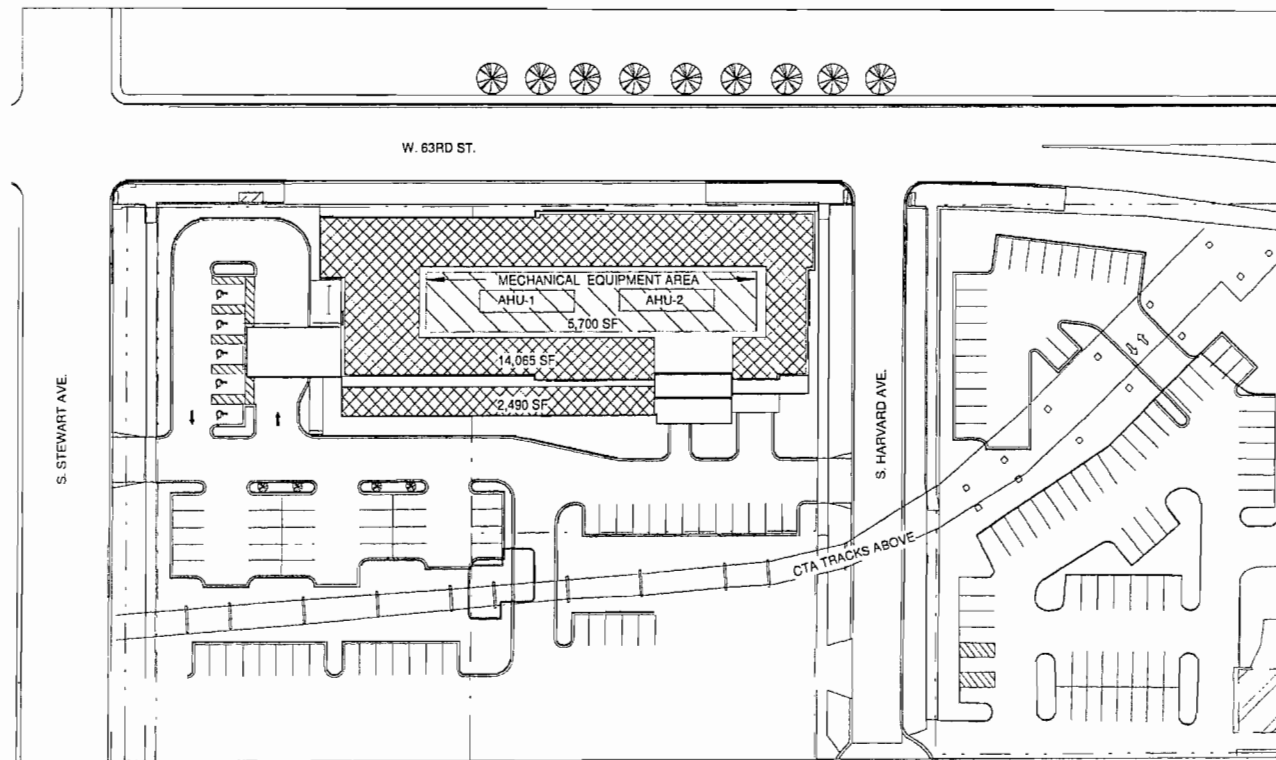 W. 63RD ST.
MECHANICAL EQUIPMENT AREA
AHU-1
AHU-2
5,700 SF
14,065 SF
2,490 SF
S. STEWART AVE.
S. HARVARD AVE.
CTA TRACKS ABOVE